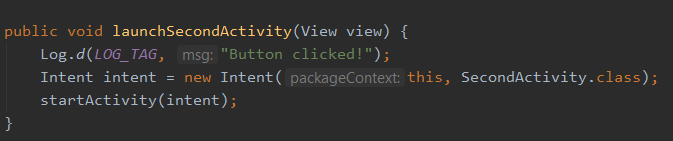 public void launchSecondActivity(View view) {
Log.d(LOG_TAG, msg: "Button clicked!");
Intent intent = new Intent( packageContext: this, SecondActivity.class);
startActivity(intent);
}